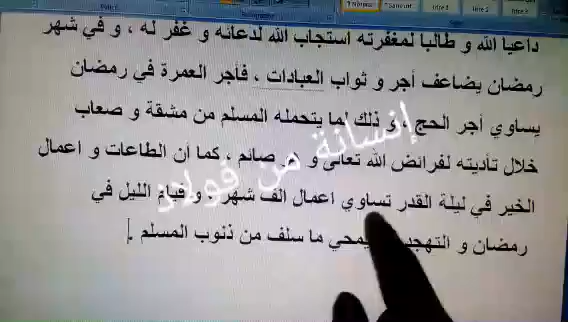 داعيا الله و طالبا لمغفرته استجاب الله لدعائه و غفر له ، و في شهر
رمضان يضاعف أجر و ثواب العبادات ، فأجر العمرة في رمضان
يساوي أجر الحج ، و ذلك لما يتحمله المسلم من مشقة و صعاب
خلال تأديته لفرائض الله تعالى و هو صائم ، كما أن الطاعات و اعمال
الخير في ليلة القدر تساوي اعمال الف شهر و قيام الليل في
رمضان و التهجد يمحي ما سلف من ذنوب المسلم .
إنسانة من فولاذ